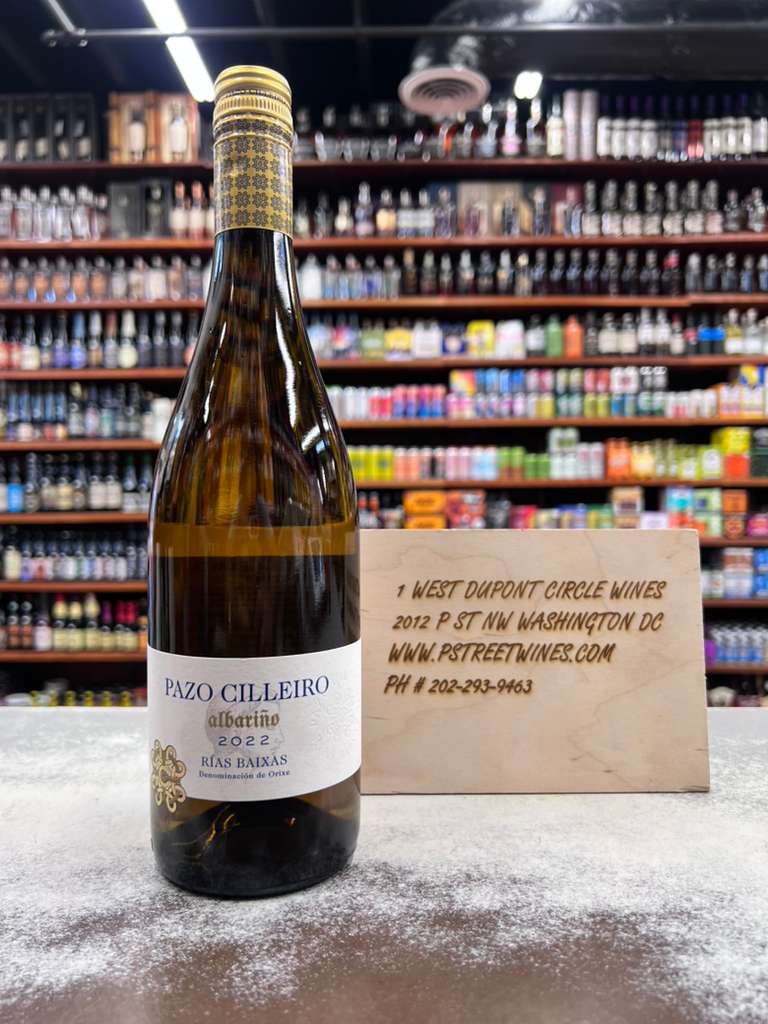 PAZO CILLEIRO
albariño
2022
RÍAS BAIXAS
Denominación de Orixe
1 WEST DUPONT CIRCLE WINES
2012 P ST NW WASHINGTON DC
WWW.PSTREETWINES.COM
PH # 202-293-9463